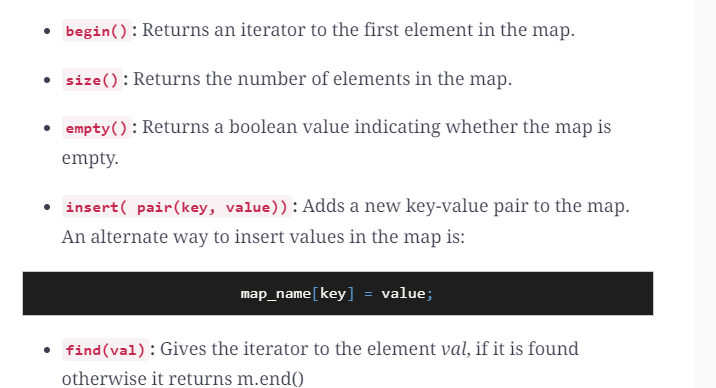 begin(): Returns an iterator to the first element in the map.
size(): Returns the number of elements in the map.
empty(): Returns a boolean value indicating whether the map is
empty.
insert( pair(key, value)): Adds a new key-value pair to the map.
An alternate way to insert values in the map is:
map_name[key] = value;
find(val): Gives the iterator to the element val, if it is found
otherwise it returns m.end()